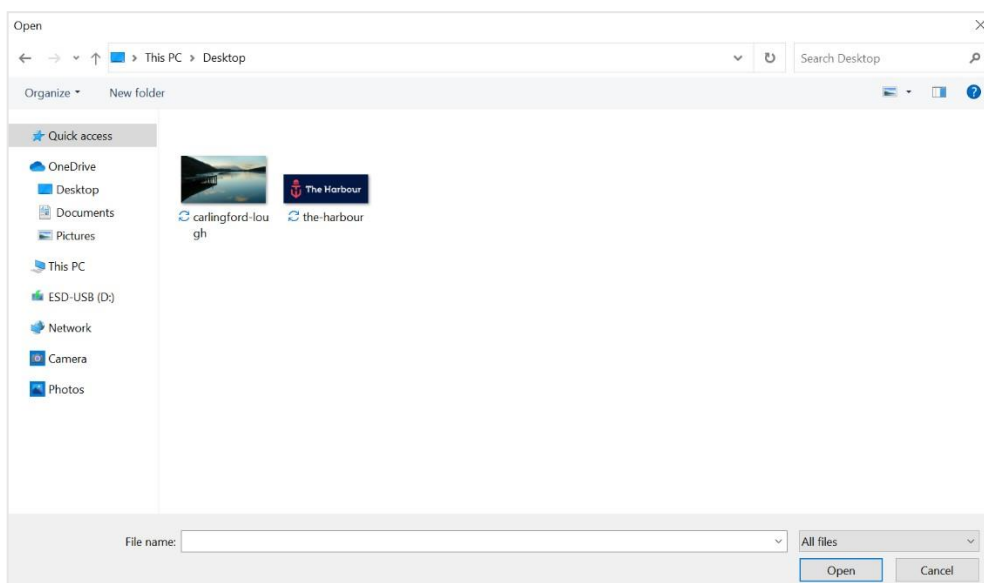 Open
This PC > Desktop
Search Desktop
Organize
New folder
Quick access
OneDrive
Desktop
Documents
Pictures
This PC
ESD-USB (D:)
Network
Camera
Photos
The Harbour
carlingford-lou
gh
the-harbour
File name:
All files
Open
Cancel